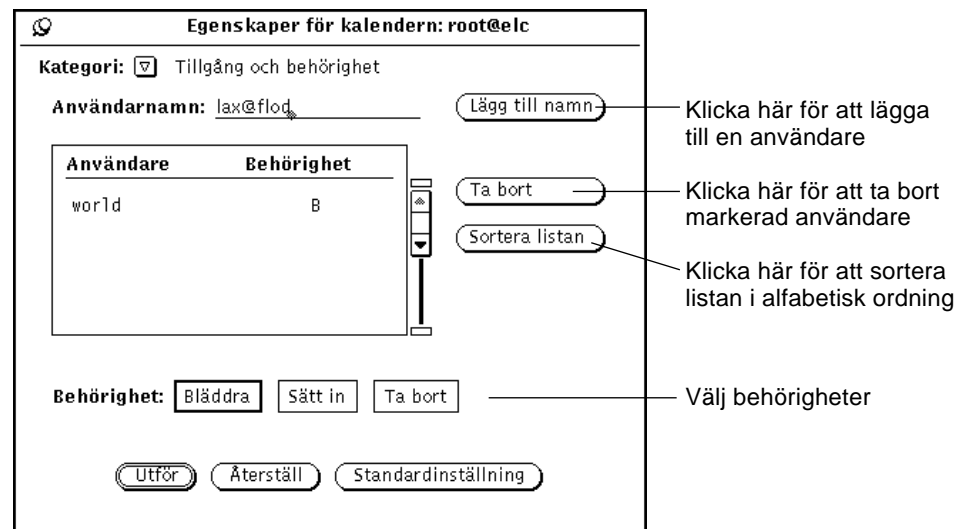 Egenskaper för kalendern: root@elc
Kategori: Tillgång och behörighet
Användarnamn: lax@flod
Lägg till namn
Klicka här för att lägga
till en användare
Användare Behörighet
world B
Ta bort
Klicka här för att ta bort
markerad användare
Sortera listan
Klicka här för att sortera
listan i alfabetisk ordning
Behörighet: Bläddra Sätt in Ta bort
Välj behörigheter
Utför Återställ Standardinställning